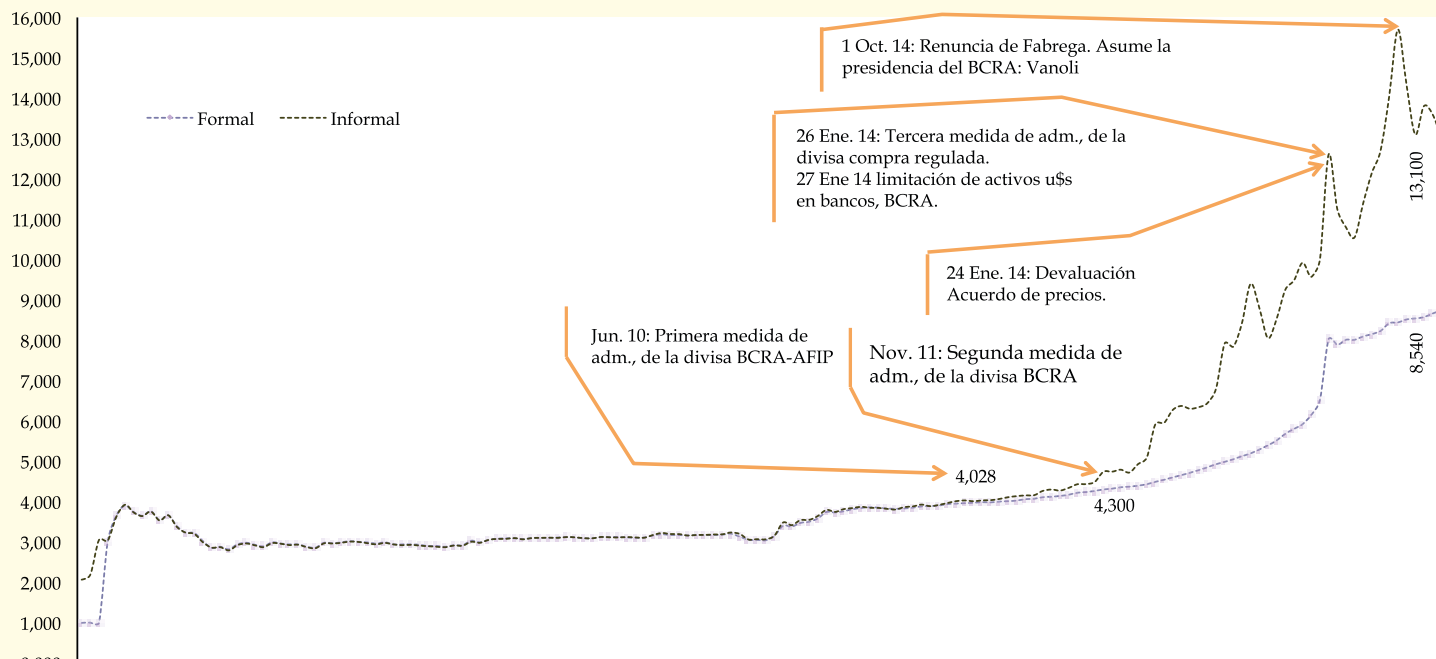 16,000
15,000
14,000
13,000
12,000
11,000
10,000
9,000
8,000
7,000
6,000
5,000
4,000
3,000
2,000
1,000
Formal
Informal
1 Oct. 14: Renuncia de Fabrega. Asume la
presidencia del BCRA: Vanoli
26 Ene. 14: Tercera medida de adm., de la
divisa compra regulada.
27 Ene 14 limitación de activos u$s
en bancos, BCRA.
24 Ene. 14: Devaluación
Acuerdo de precios.
Jun. 10: Primera medida de
adm., de la divisa BCRA-AFIP
Nov. 11: Segunda medida de
adm., de la divisa BCRA
4,028
4,300
13,100
8,540